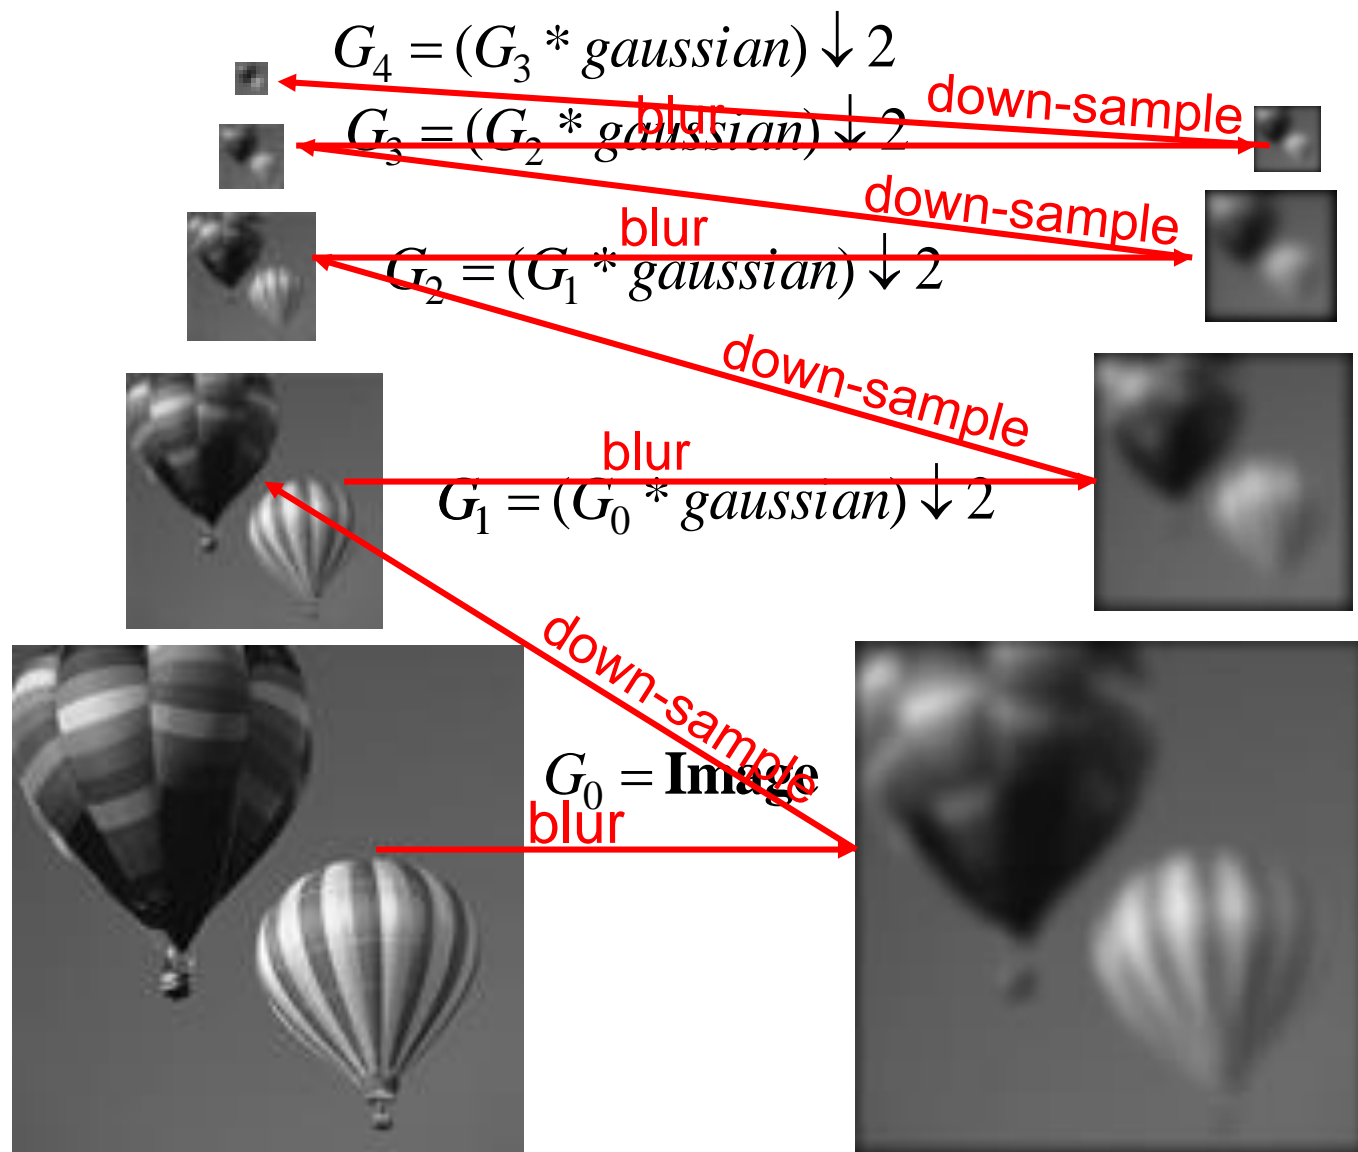 G₄ = (G₃ * gaussian) ↓ 2
down-sample
blur
G₃ = (G₂ * gaussian) ↓ 2
down-sample
blur
G₂ = (G₁ * gaussian) ↓ 2
down-sample
blur
G₁ = (G₀ * gaussian) ↓ 2
down-sample
G₀ = Image
blur